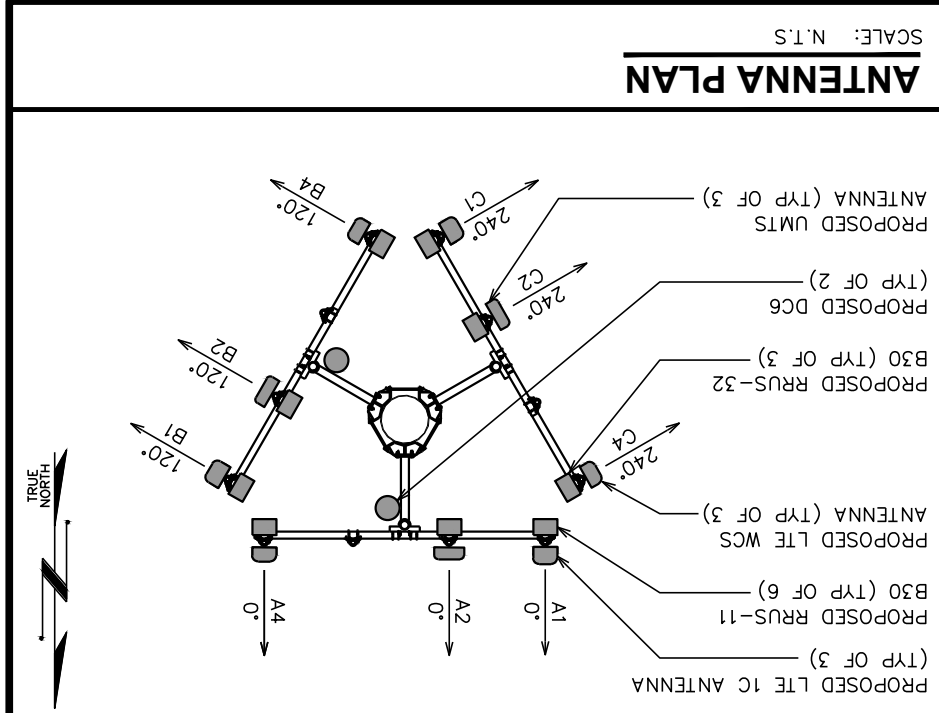 PROPOSED LTE 1C ANTENNA
(TYP OF 3)
PROPOSED RRUS-11
B30 (TYP OF 6)
PROPOSED LTE WCS
ANTENNA (TYP OF 3)
PROPOSED RRUS-32
B30 (TYP OF 3)
PROPOSED DC6
(TYP OF 2)
PROPOSED UMTS
ANTENNA (TYP OF 3)
A4
0°
A2
0°
A1
0°
TRUE
NORTH
120°
B1
120°
B2
120°
B4
240°
C4
240°
C2
240°
C1
ANTENNA PLAN
SCALE: N.T.S